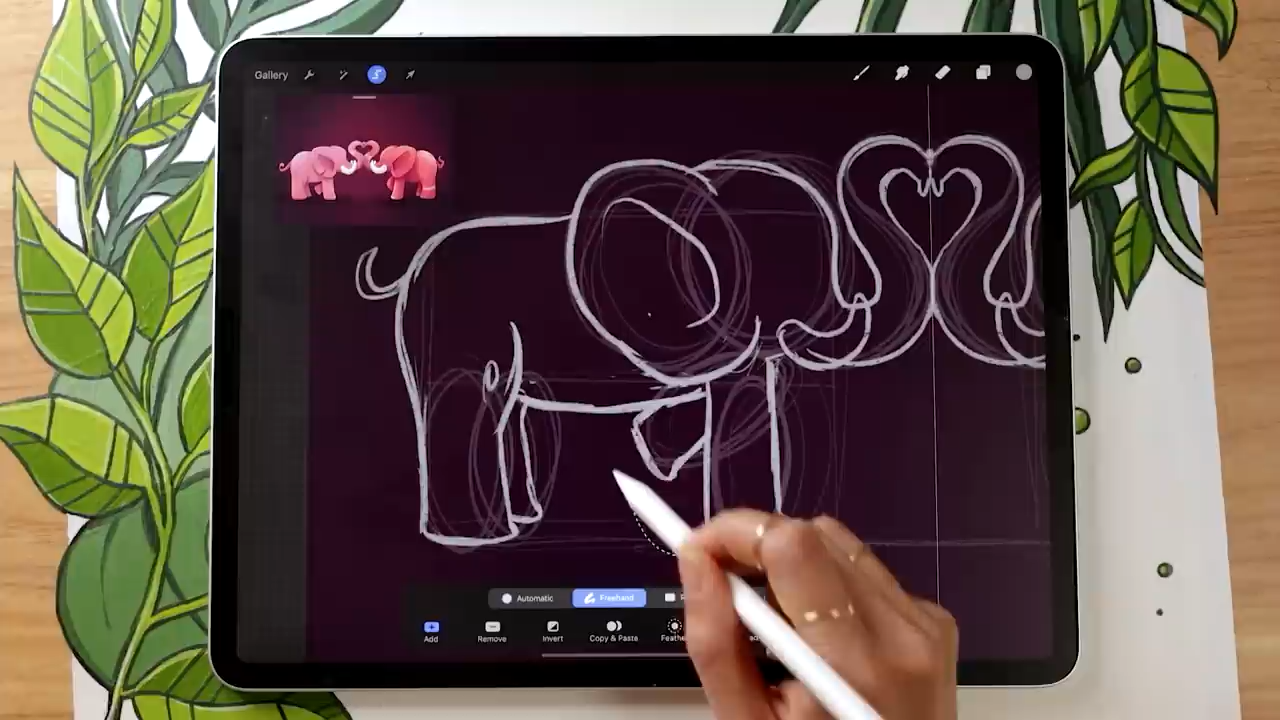 Gallery
Automatic
Freehand
Add
Remove
Invert
Copy & Paste